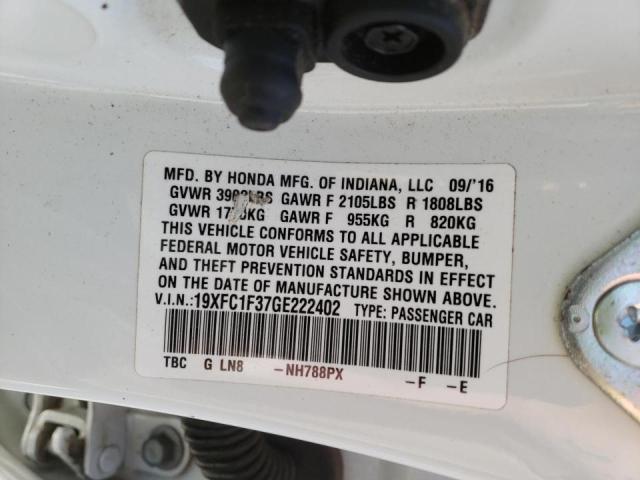 MFD. BY HONDA MFG. OF INDIANA, LLC 09/'16
GVWR GAWR F 2105LBS R 1808LBS
GVWR GAWR F 955KG R 820KG
THIS VEHICLE CONFORMS TO ALL APPLICABLE
FEDERAL MOTOR VEHICLE SAFETY, BUMPER,
AND THEFT PREVENTION STANDARDS IN EFFECT
ON THE DATE OF MANUFACTURE SHOWN ABOVE.
V.I.N.:19XFC1F37GE222402 TYPE: PASSENGER CAR
TBC G LN8 -NH788PX -F -E